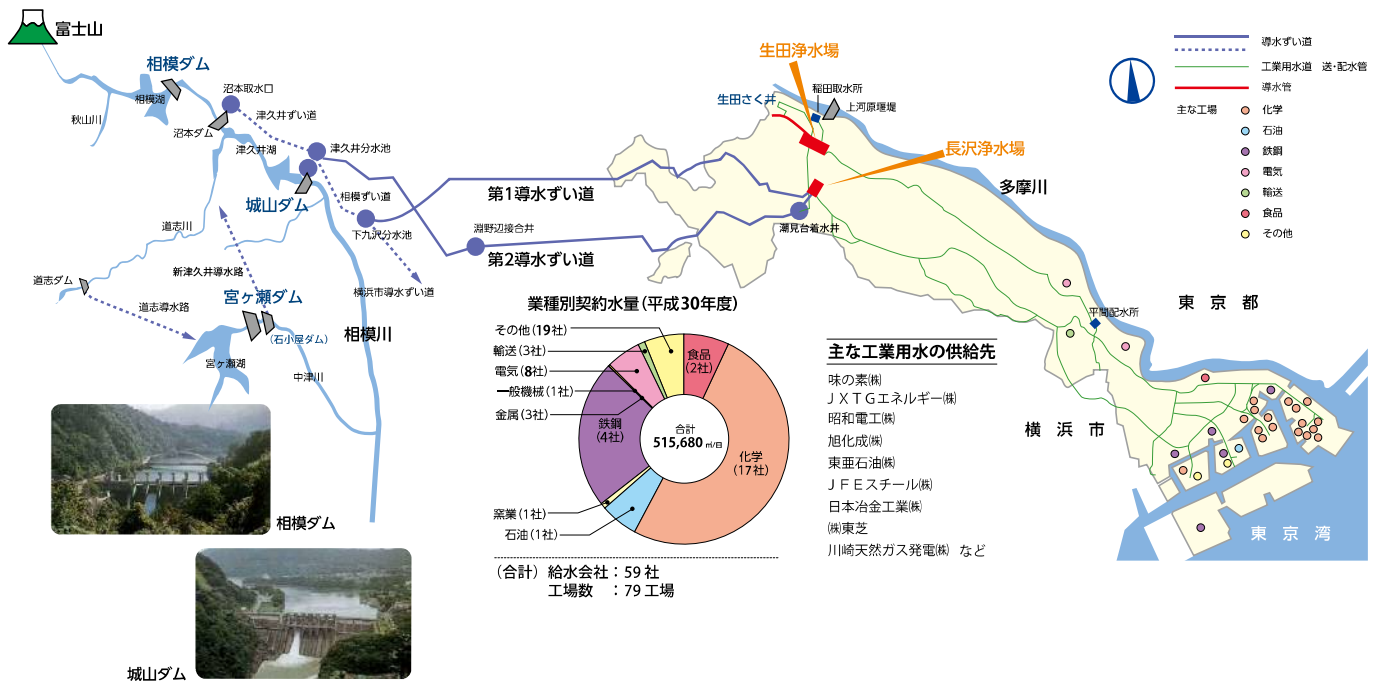 富士山
相模ダム
相模湖
秋山川
沼本取水口
沼本ダム
津久井ずい道
津久井湖
津久井分水池
城山ダム
相模ずい道
下九沢分水池
道志川
新津久井導水路
道志ダム
道志導水路
宮ヶ瀬ダム
(石小屋ダム)
宮ヶ瀬湖
中津川
相模川
横浜市導水ずい道
淵野辺接合井
第1導水ずい道
第2導水ずい道
生田浄水場
生田さく井
稲田取水所
上河原堰堤
長沢浄水場
潮見台着水井
多摩川
平間配水所
東京都
横浜市
東京湾
導水ずい道
工業用水道 送・配水管
導水管
主な工場
化学
石油
鉄鋼
電気
輸送
食品
その他
業種別契約水量(平成30年度)
その他(19社)
輸送(3社)
電気(8社)
一般機械(1社)
金属(3社)
鉄鋼
(4社)
窯業(1社)
石油(1社)
食品
(2社)
化学
(17社)
合計
515,680 ㎥/日
(合計) 給水会社:59 社
工場数 :79 工場
主な工業用水の供給先
味の素㈱
JXTGエネルギー㈱
昭和電工㈱
旭化成㈱
東亜石油㈱
JFEスチール㈱
日本冶金工業㈱
㈱東芝
川崎天然ガス発電㈱ など
相模ダム
城山ダム